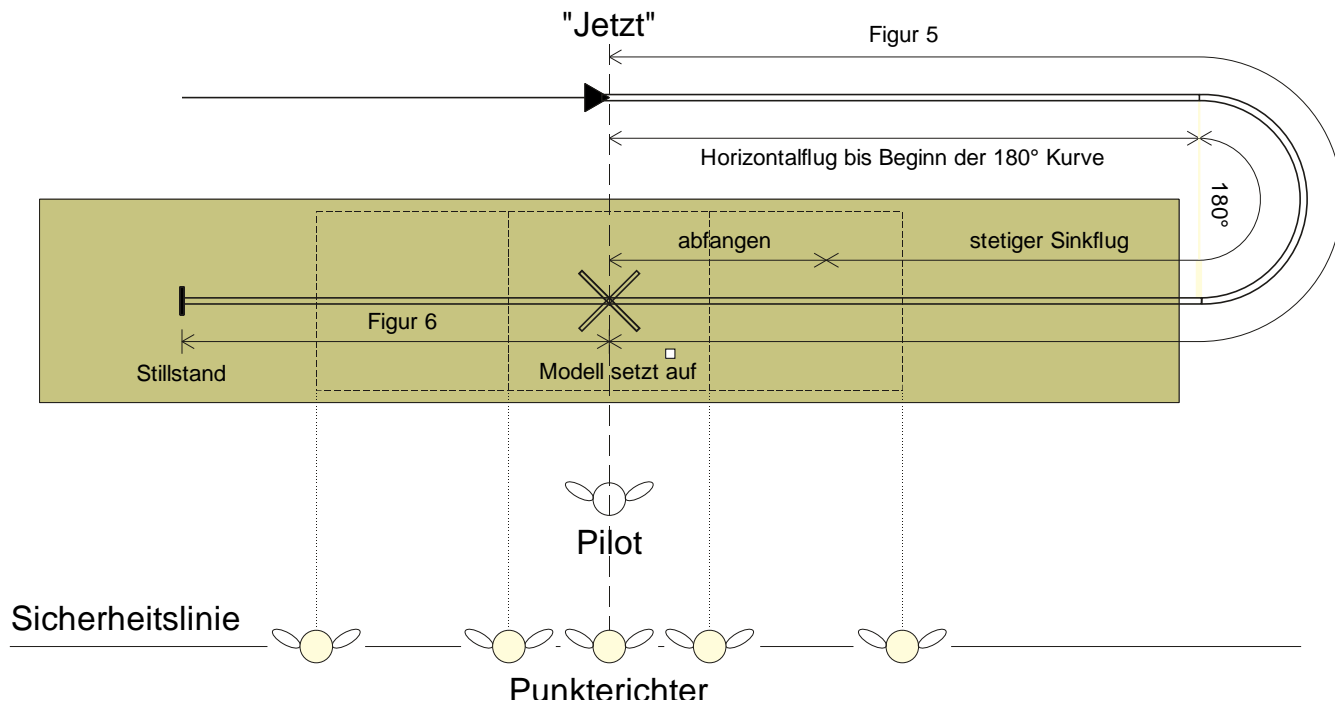 "Jetzt"
Figur 5
Horizontalflug bis Beginn der 180° Kurve
180°
abfangen
stetiger Sinkflug
Figur 6
Stillstand
Modell setzt auf
Pilot
Sicherheitslinie
Punkterichter